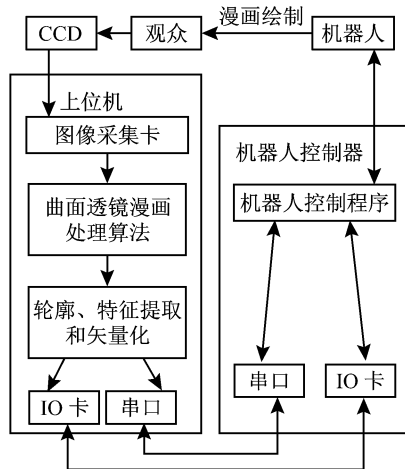 漫画绘制
CCD
观众
机器人
上位机
图像采集卡
曲面透镜漫画
处理算法
轮廓、特征提取
和矢量化
IO 卡
串口
机器人控制器
机器人控制程序
串口
IO 卡